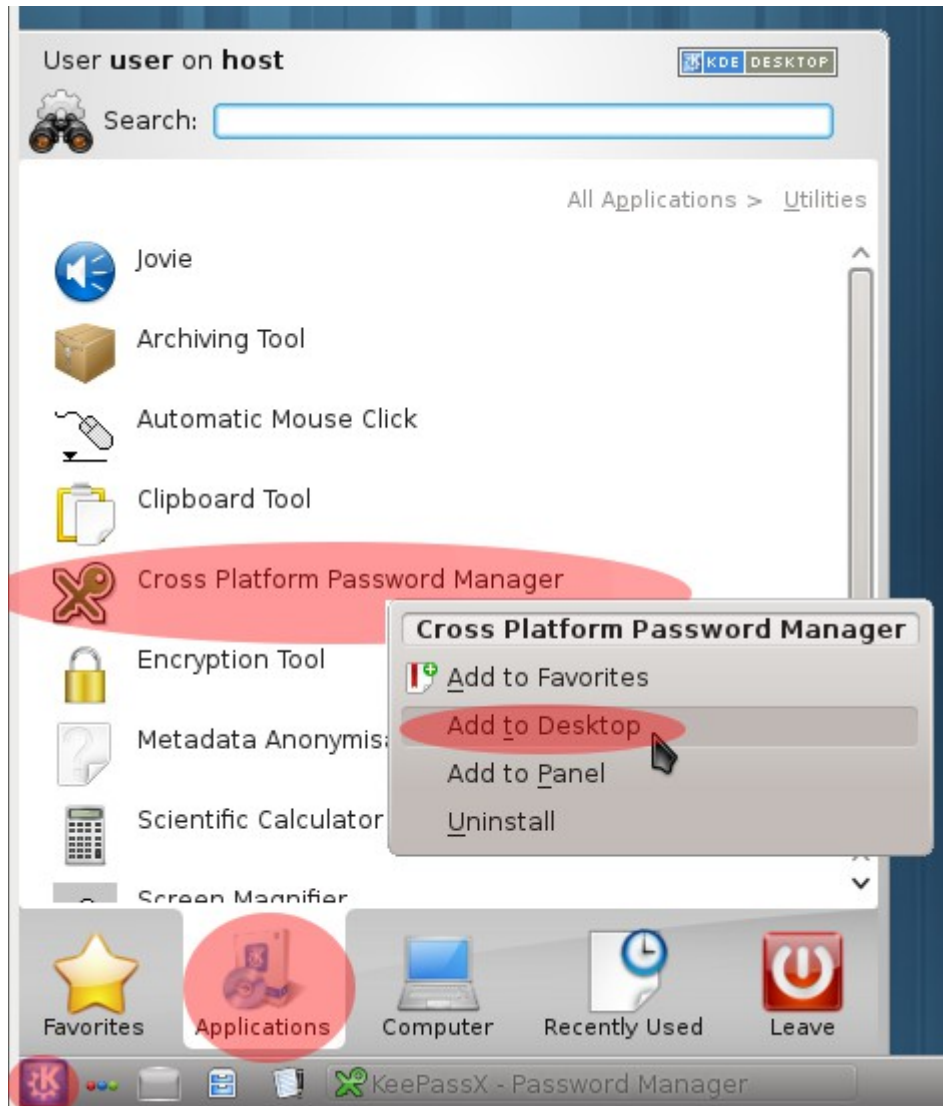 User user on host
KDE DESKTOP
Search:
All Applications > Utilities
Jovie
Archiving Tool
Automatic Mouse Click
Clipboard Tool
Cross Platform Password Manager
Cross Platform Password Manager
Add to Favorites
Add to Desktop
Add to Panel
Uninstall
Encryption Tool
Metadata Anonymis
Scientific Calculator
Screen Magnifier
Favorites
Applications
Computer
Recently Used
Leave
KeePassX - Password Manager